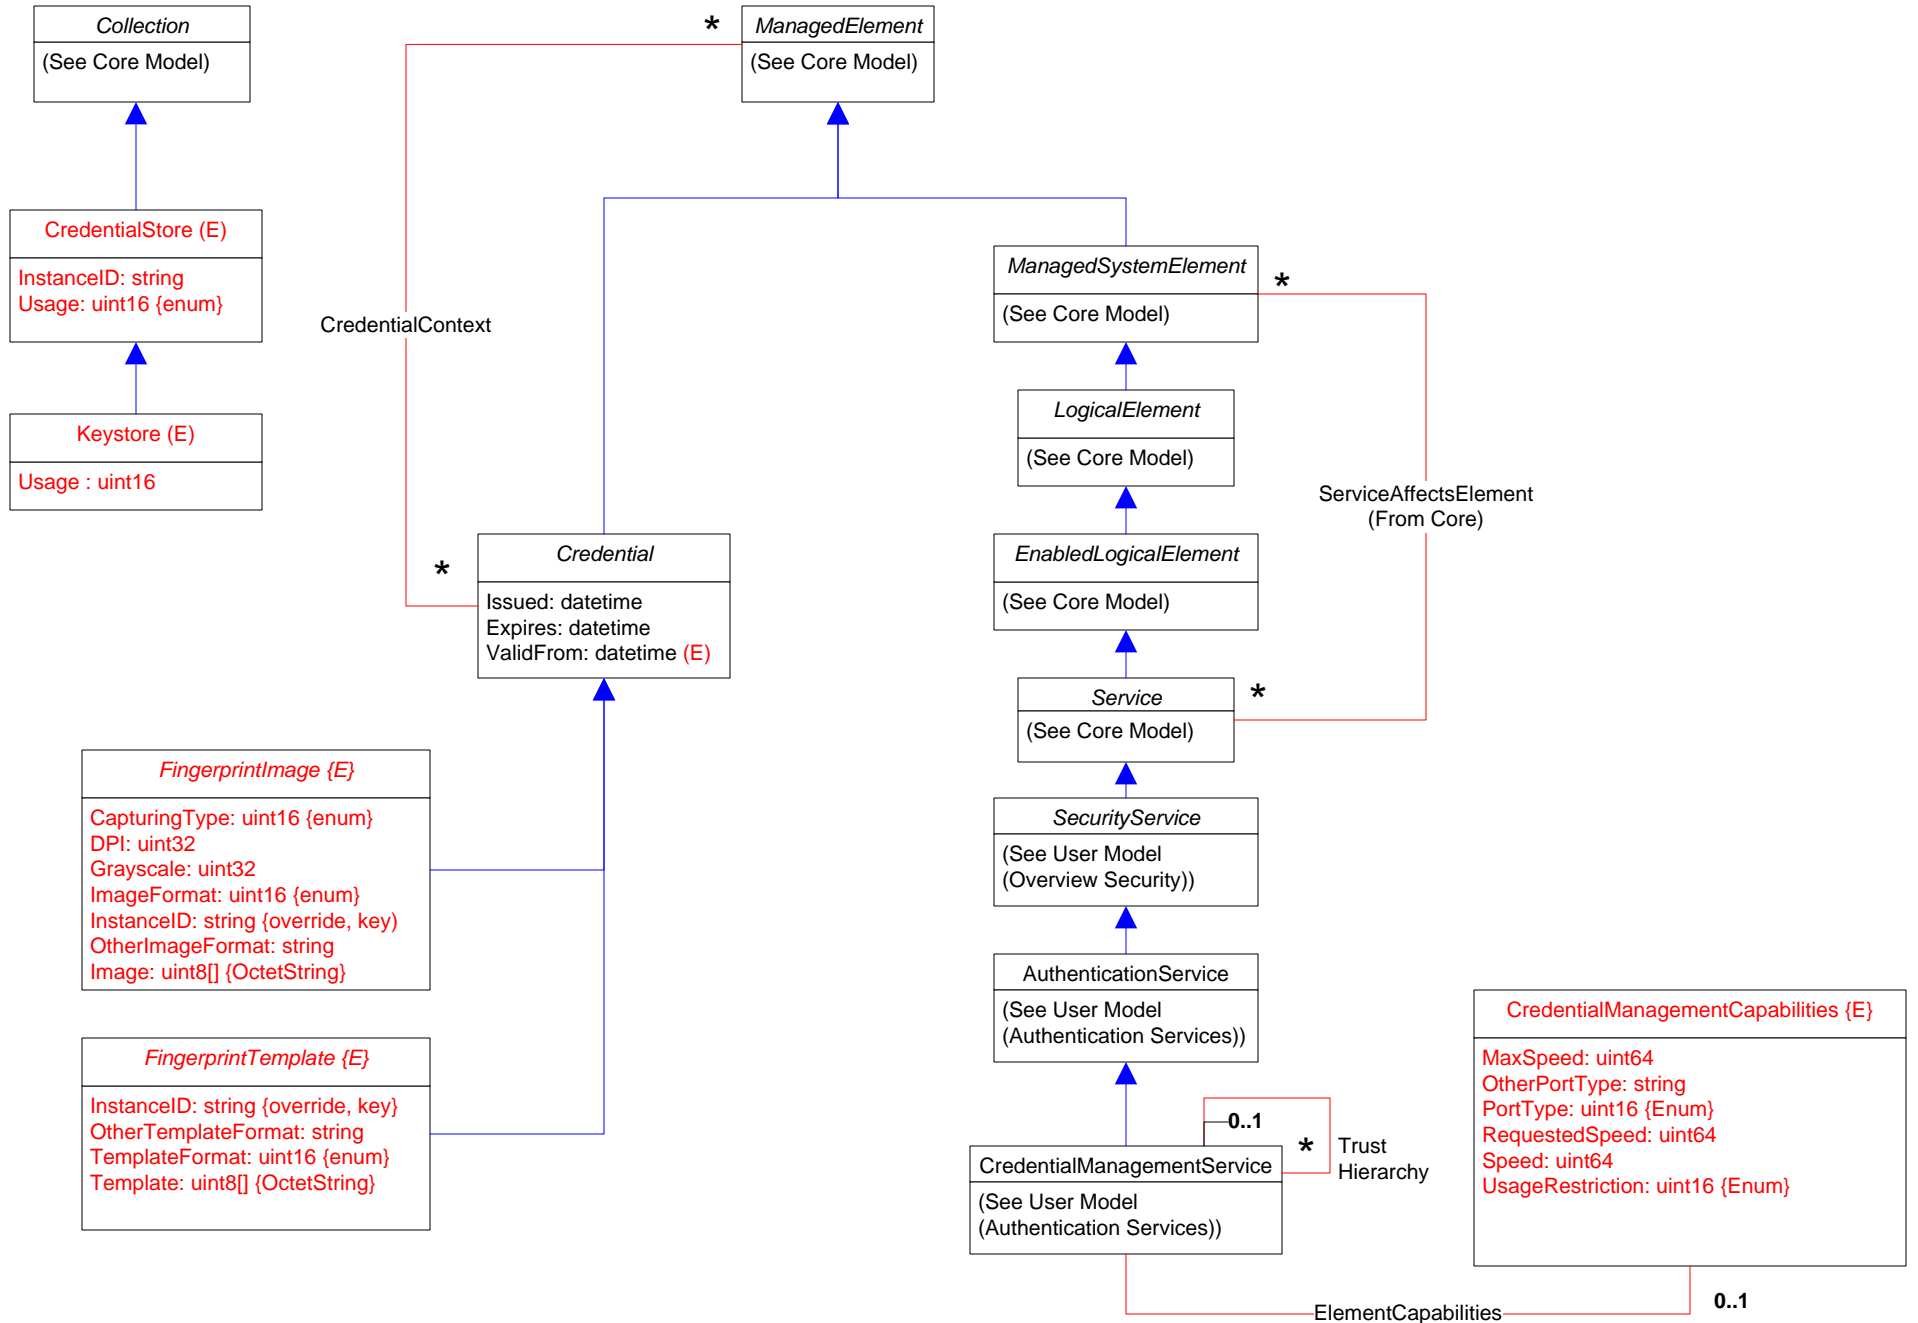 Collection
(See Core Model)
*
ManagedElement
(See Core Model)
CredentialStore (E)
InstanceID: string
Usage: uint16 {enum}
Keystore (E)
Usage : uint16
CredentialContext
*
Credential
Issued: datetime
Expires: datetime
ValidFrom: datetime (E)
ManagedSystemElement
(See Core Model)
*
LogicalElement
(See Core Model)
ServiceAffectsElement
(From Core)
EnabledLogicalElement
(See Core Model)
Service
(See Core Model)
*
FingerprintImage {E}
CapturingType: uint16 {enum}
DPI: uint32
Grayscale: uint32
ImageFormat: uint16 {enum}
InstanceID: string {override, key)
OtherImageFormat: string
Image: uint8[] {OctetString}
SecurityService
(See User Model
(Overview Security))
AuthenticationService
(See User Model
(Authentication Services))
FingerprintTemplate {E}
InstanceID: string {override, key}
OtherTemplateFormat: string
TemplateFormat: uint16 {enum}
Template: uint8[] {OctetString}
CredentialManagementCapabilities {E}
MaxSpeed: uint64
OtherPortType: string
PortType: uint16 {Enum}
RequestedSpeed: uint64
Speed: uint64
UsageRestriction: uint16 {Enum}
0..1
*
Trust
Hierarchy
CredentialManagementService
(See User Model
(Authentication Services))
ElementCapabilities
0..1